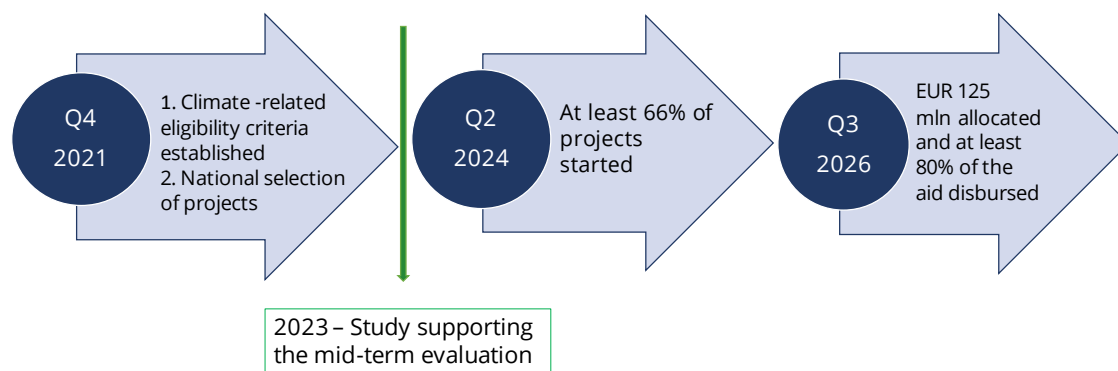 Q4
2021
1. Climate -related
eligibility criteria
established
2. National selection
of projects
Q2
2024
At least 66% of
projects
started
Q3
2026
EUR 125
mln allocated
and at least
80% of the
aid disbursed
2023 – Study supporting
the mid-term evaluation